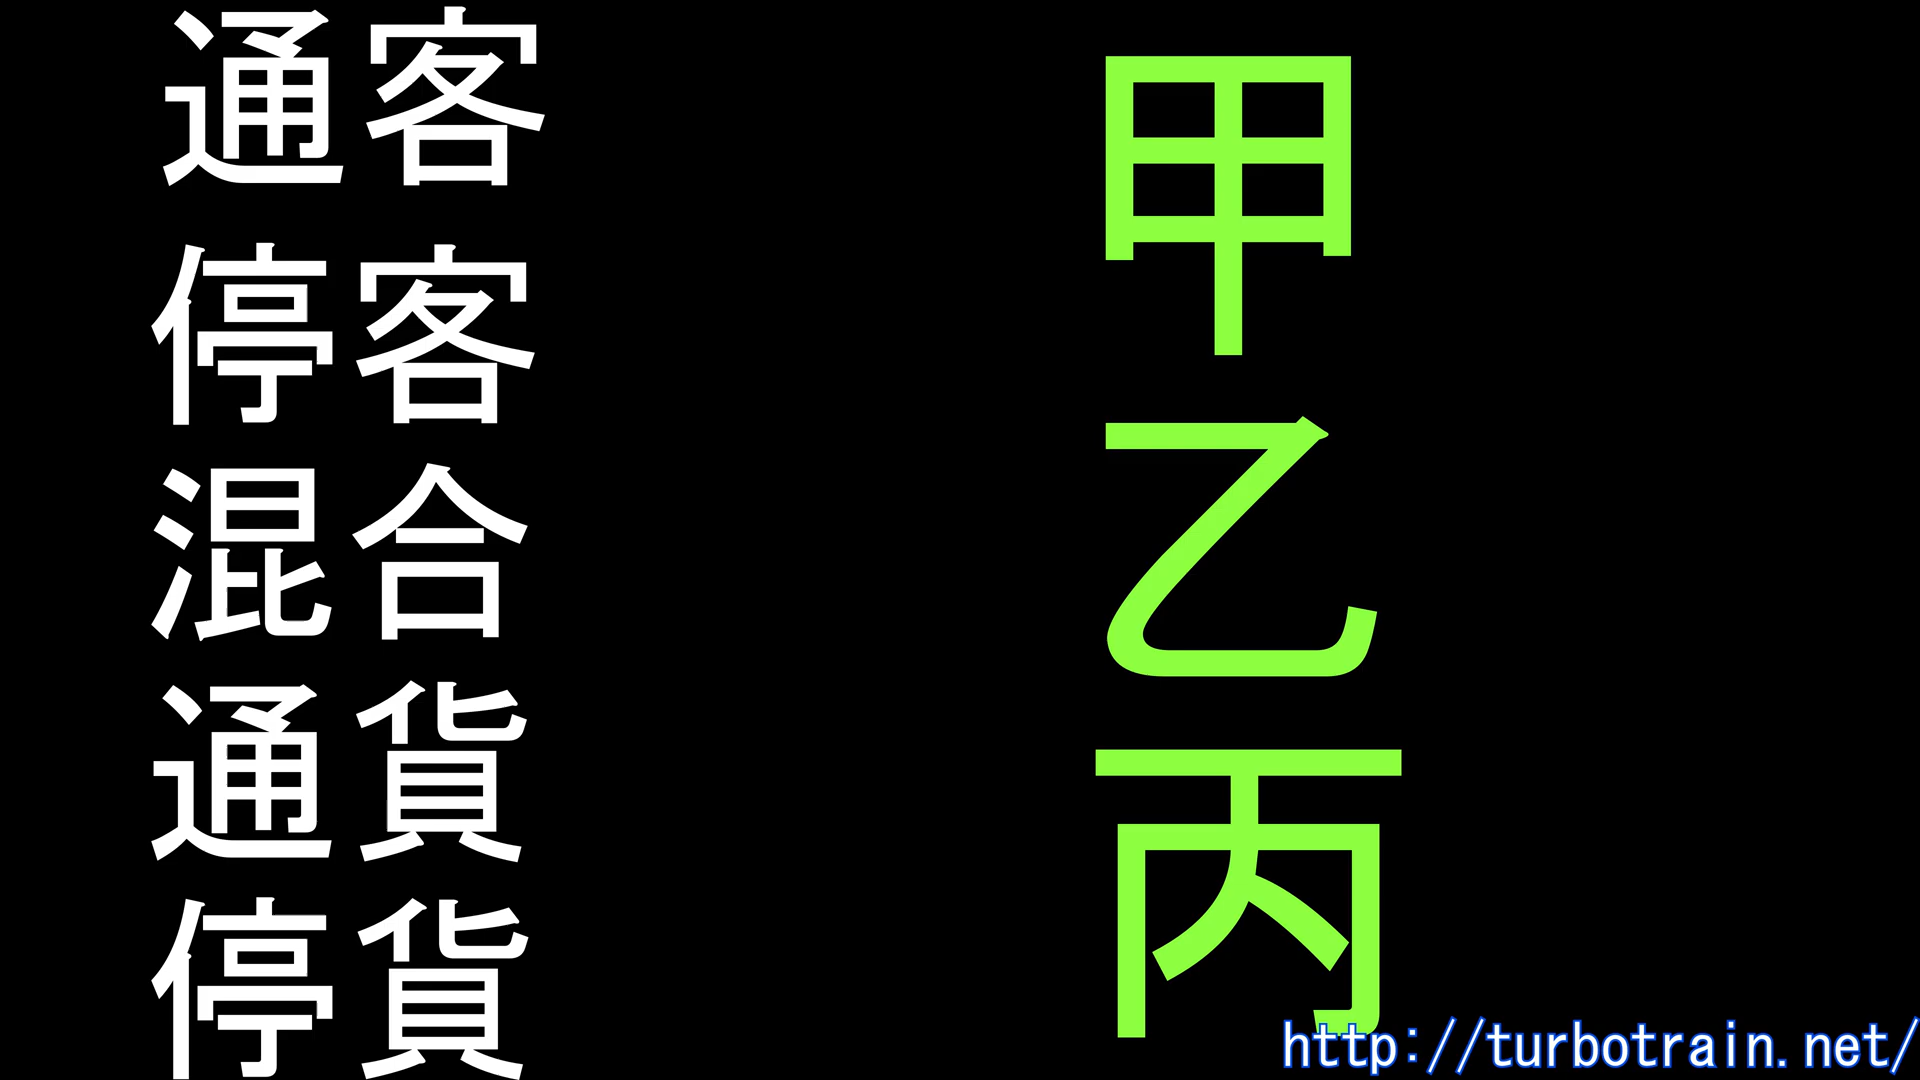 通客
停客
混合
通貨
停貨
甲
乙
丙
http://turbotrain.net/